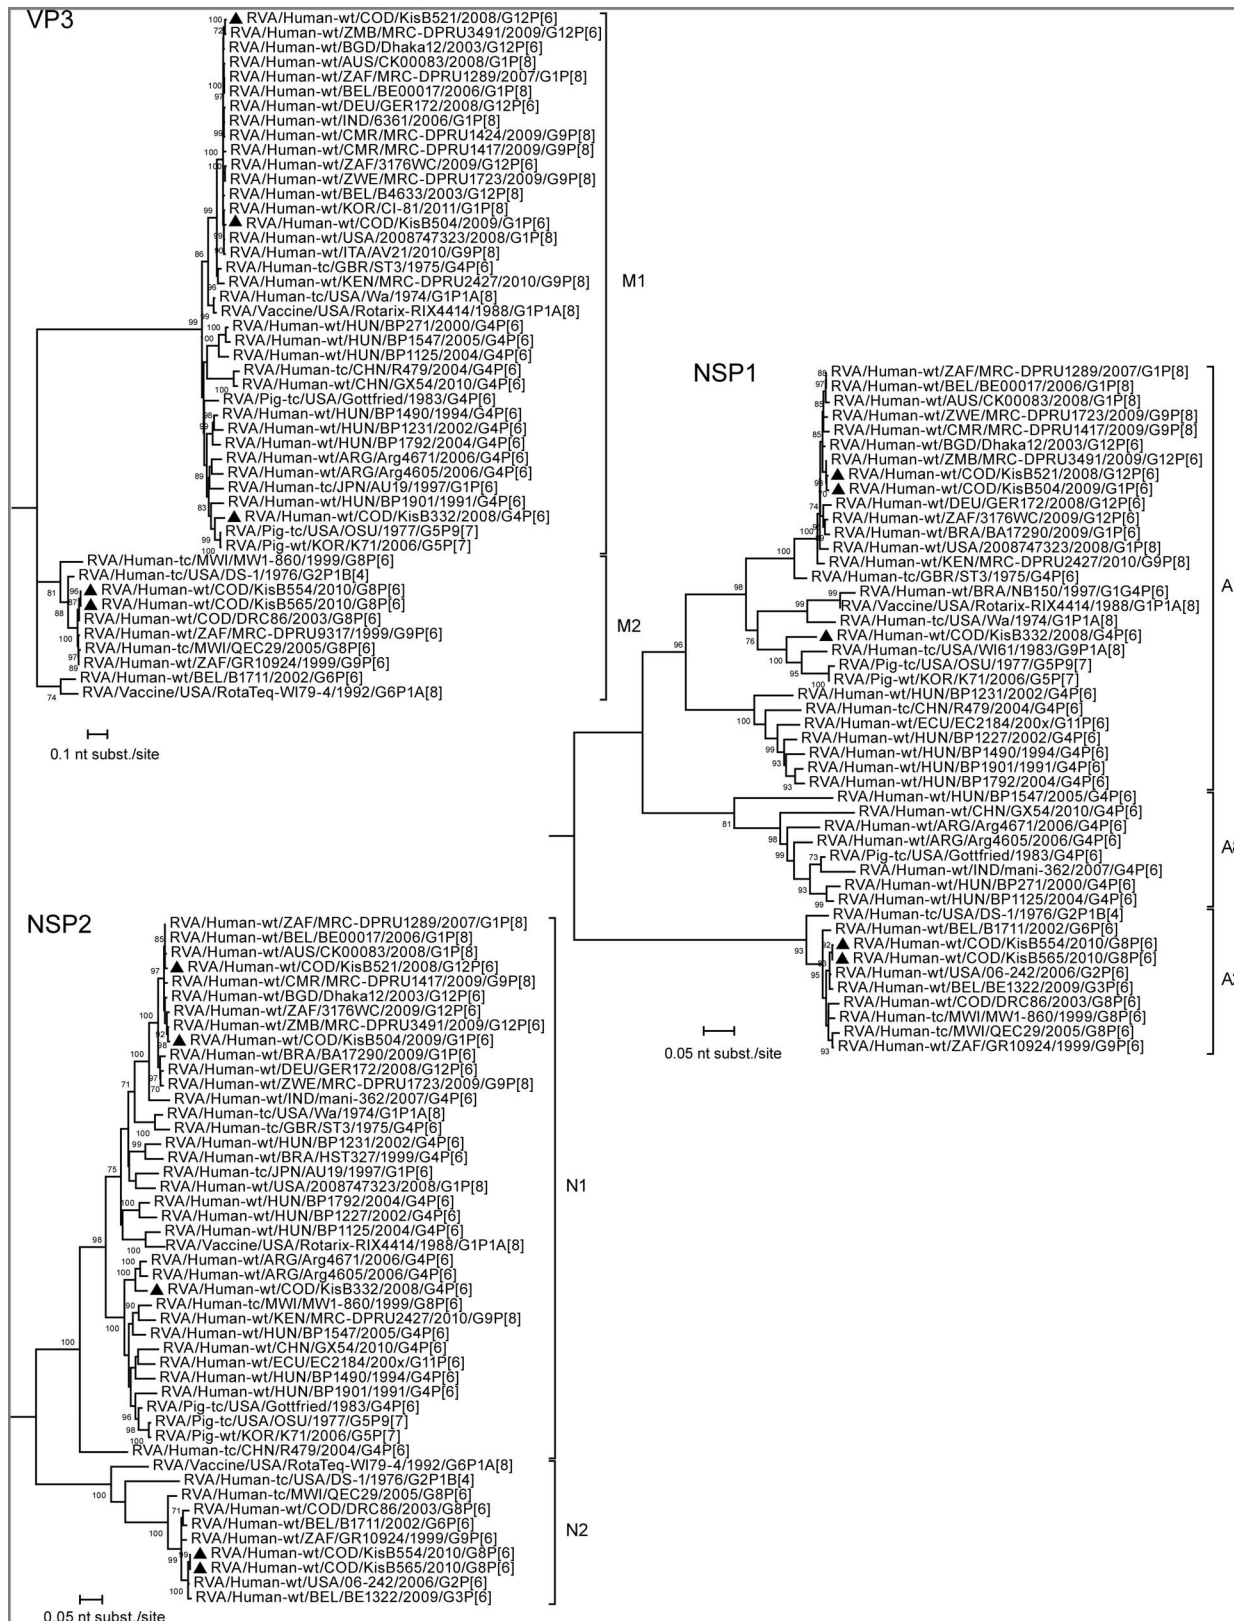 VP3
RVA/Human-wt/COD/KisB521/2008/G12P[6]
RVA/Human-wt/ZMB/MRC-DPRU3491/2009/G12P[6]
RVA/Human-wt/BGD/Dhaka12/2003/G12P[6]
RVA/Human-wt/AUS/CK00083/2008/G1P[8]
RVA/Human-wt/ZAF/MRC-DPRU1289/2007/G1P[8]
RVA/Human-wt/BEL/BE00017/2006/G1P[8]
RVA/Human-wt/DEU/GER172/2008/G12P[6]
RVA/Human-wt/IND/6361/2006/G1P[8]
RVA/Human-wt/CMR/MRC-DPRU1424/2009/G9P[8]
RVA/Human-wt/CMR/MRC-DPRU1417/2009/G9P[8]
RVA/Human-wt/ZAF/3176WC/2009/G12P[6]
RVA/Human-wt/ZWE/MRC-DPRU1723/2009/G9P[8]
RVA/Human-wt/BEL/B4633/2003/G12P[8]
RVA/Human-wt/KOR/CI-81/2011/G1P[8]
RVA/Human-wt/COD/KisB504/2009/G1P[6]
RVA/Human-wt/USA/2008747323/2008/G1P[8]
RVA/Human-wt/ITA/AV21/2010/G9P[8]
RVA/Human-tc/GBR/ST3/1975/G4P[6]
RVA/Human-wt/KEN/MRC-DPRU2427/2010/G9P[8]
RVA/Human-tc/USA/Wa/1974/G1P1A[8]
RVA/Vaccine/USA/Rotarix-RIX4414/1988/G1P1A[8]
RVA/Human-wt/HUN/BP271/2000/G4P[6]
RVA/Human-wt/HUN/BP1547/2005/G4P[6]
RVA/Human-wt/HUN/BP1125/2004/G4P[6]
RVA/Human-tc/CHN/R479/2004/G4P[6]
RVA/Human-wt/CHN/GX54/2010/G4P[6]
RVA/Pig-tc/USA/Gottfried/1983/G4P[6]
RVA/Human-wt/HUN/BP1490/1994/G4P[6]
RVA/Human-wt/HUN/BP1231/2002/G4P[6]
RVA/Human-wt/HUN/BP1792/2004/G4P[6]
RVA/Human-wt/ARG/Arg4671/2006/G4P[6]
RVA/Human-wt/ARG/Arg4605/2006/G4P[6]
RVA/Human-tc/JPN/AU19/1997/G1P[6]
RVA/Human-wt/HUN/BP1901/1991/G4P[6]
RVA/Human-wt/COD/KisB332/2008/G4P[6]
RVA/Pig-tc/USA/OSU/1977/G5P9[7]
RVA/Pig-wt/KOR/K71/2006/G5P[7]
M1
RVA/Human-tc/MWI/MW1-860/1999/G8P[6]
RVA/Human-tc/USA/DS-1/1976/G2P1B[4]
RVA/Human-wt/COD/KisB554/2010/G8P[6]
RVA/Human-wt/COD/KisB565/2010/G8P[6]
RVA/Human-wt/COD/DRC86/2003/G8P[6]
RVA/Human-wt/ZAF/MRC-DPRU9317/1999/G9P[6]
RVA/Human-tc/MWI/QEC29/2005/G8P[6]
RVA/Human-wt/ZAF/GR10924/1999/G9P[6]
RVA/Human-wt/BEL/B1711/2002/G6P[6]
RVA/Vaccine/USA/RotaTeq-WI79-4/1992/G6P1A[8]
M2
0.1 nt subst./site
NSP1
RVA/Human-wt/ZAF/MRC-DPRU1289/2007/G1P[8]
RVA/Human-wt/BEL/BE00017/2006/G1P[8]
RVA/Human-wt/AUS/CK00083/2008/G1P[8]
RVA/Human-wt/ZWE/MRC-DPRU1723/2009/G9P[8]
RVA/Human-wt/CMR/MRC-DPRU1417/2009/G9P[8]
RVA/Human-wt/BGD/Dhaka12/2003/G12P[6]
RVA/Human-wt/ZMB/MRC-DPRU3491/2009/G12P[6]
RVA/Human-wt/COD/KisB521/2008/G12P[6]
RVA/Human-wt/COD/KisB504/2009/G1P[6]
RVA/Human-wt/DEU/GER172/2008/G12P[6]
RVA/Human-wt/ZAF/3176WC/2009/G12P[6]
RVA/Human-wt/BRA/BA17290/2009/G1P[6]
RVA/Human-wt/USA/2008747323/2008/G1P[8]
RVA/Human-wt/KEN/MRC-DPRU2427/2010/G9P[8]
RVA/Human-tc/GBR/ST3/1975/G4P[6]
RVA/Human-wt/BRA/NB150/1997/G1G4P[6]
RVA/Vaccine/USA/Rotarix-RIX4414/1988/G1P1A[8]
RVA/Human-tc/USA/Wa/1974/G1P1A[8]
RVA/Human-wt/COD/KisB332/2008/G4P[6]
RVA/Human-tc/USA/WI61/1983/G9P1A[8]
RVA/Pig-tc/USA/OSU/1977/G5P9[7]
RVA/Pig-wt/KOR/K71/2006/G5P[7]
RVA/Human-wt/HUN/BP1231/2002/G4P[6]
RVA/Human-tc/CHN/R479/2004/G4P[6]
RVA/Human-wt/ECU/EC2184/200x/G11P[6]
RVA/Human-wt/HUN/BP1227/2002/G4P[6]
RVA/Human-wt/HUN/BP1490/1994/G4P[6]
RVA/Human-wt/HUN/BP1901/1991/G4P[6]
RVA/Human-wt/HUN/BP1792/2004/G4P[6]
RVA/Human-wt/HUN/BP1547/2005/G4P[6]
RVA/Human-wt/CHN/GX54/2010/G4P[6]
RVA/Human-wt/ARG/Arg4671/2006/G4P[6]
RVA/Human-wt/ARG/Arg4605/2006/G4P[6]
RVA/Pig-tc/USA/Gottfried/1983/G4P[6]
RVA/Human-wt/IND/mani-362/2007/G4P[6]
RVA/Human-wt/HUN/BP271/2000/G4P[6]
RVA/Human-wt/HUN/BP1125/2004/G4P[6]
RVA/Human-tc/USA/DS-1/1976/G2P1B[4]
RVA/Human-wt/BEL/B1711/2002/G6P[6]
RVA/Human-wt/COD/KisB554/2010/G8P[6]
RVA/Human-wt/COD/KisB565/2010/G8P[6]
RVA/Human-wt/USA/06-242/2006/G2P[6]
RVA/Human-wt/BEL/BE1322/2009/G3P[6]
RVA/Human-wt/COD/DRC86/2003/G8P[6]
RVA/Human-tc/MWI/MW1-860/1999/G8P[6]
RVA/Human-tc/MWI/QEC29/2005/G8P[6]
RVA/Human-wt/ZAF/GR10924/1999/G9P[6]
0.05 nt subst./site
NSP2
RVA/Human-wt/ZAF/MRC-DPRU1289/2007/G1P[8]
RVA/Human-wt/BEL/BE00017/2006/G1P[8]
RVA/Human-wt/AUS/CK00083/2008/G1P[8]
RVA/Human-wt/COD/KisB521/2008/G12P[6]
RVA/Human-wt/CMR/MRC-DPRU1417/2009/G9P[8]
RVA/Human-wt/BGD/Dhaka12/2003/G12P[6]
RVA/Human-wt/ZAF/3176WC/2009/G12P[6]
RVA/Human-wt/ZMB/MRC-DPRU3491/2009/G12P[6]
RVA/Human-wt/COD/KisB504/2009/G1P[6]
RVA/Human-wt/BRA/BA17290/2009/G1P[6]
RVA/Human-wt/DEU/GER172/2008/G12P[6]
RVA/Human-wt/ZWE/MRC-DPRU1723/2009/G9P[8]
RVA/Human-wt/IND/mani-362/2007/G4P[6]
RVA/Human-tc/USA/Wa/1974/G1P1A[8]
RVA/Human-tc/GBR/ST3/1975/G4P[6]
RVA/Human-wt/HUN/BP1231/2002/G4P[6]
RVA/Human-wt/BRA/HST327/1999/G4P[6]
RVA/Human-tc/JPN/AU19/1997/G1P[6]
RVA/Human-wt/USA/2008747323/2008/G1P[8]
RVA/Human-wt/HUN/BP1792/2004/G4P[6]
RVA/Human-wt/HUN/BP1227/2002/G4P[6]
RVA/Human-wt/HUN/BP1125/2004/G4P[6]
RVA/Vaccine/USA/Rotarix-RIX4414/1988/G1P1A[8]
RVA/Human-wt/ARG/Arg4671/2006/G4P[6]
RVA/Human-wt/ARG/Arg4605/2006/G4P[6]
RVA/Human-wt/COD/KisB332/2008/G4P[6]
RVA/Human-tc/MWI/MW1-860/1999/G8P[6]
RVA/Human-wt/KEN/MRC-DPRU2427/2010/G9P[8]
RVA/Human-wt/HUN/BP1547/2005/G4P[6]
RVA/Human-wt/CHN/GX54/2010/G4P[6]
RVA/Human-wt/ECU/EC2184/200x/G11P[6]
RVA/Human-wt/HUN/BP1490/1994/G4P[6]
RVA/Human-wt/HUN/BP1901/1991/G4P[6]
RVA/Pig-tc/USA/Gottfried/1983/G4P[6]
RVA/Pig-tc/USA/OSU/1977/G5P9[7]
RVA/Pig-wt/KOR/K71/2006/G5P[7]
RVA/Human-tc/CHN/R479/2004/G4P[6]
N1
RVA/Vaccine/USA/RotaTeq-WI79-4/1992/G6P1A[8]
RVA/Human-tc/USA/DS-1/1976/G2P1B[4]
RVA/Human-tc/MWI/QEC29/2005/G8P[6]
RVA/Human-wt/COD/DRC86/2003/G8P[6]
RVA/Human-wt/BEL/B1711/2002/G6P[6]
RVA/Human-wt/ZAF/GR10924/1999/G9P[6]
RVA/Human-wt/COD/KisB554/2010/G8P[6]
RVA/Human-wt/COD/KisB565/2010/G8P[6]
RVA/Human-wt/USA/06-242/2006/G2P[6]
RVA/Human-wt/BEL/BE1322/2009/G3P[6]
N2
0.05 nt subst./site